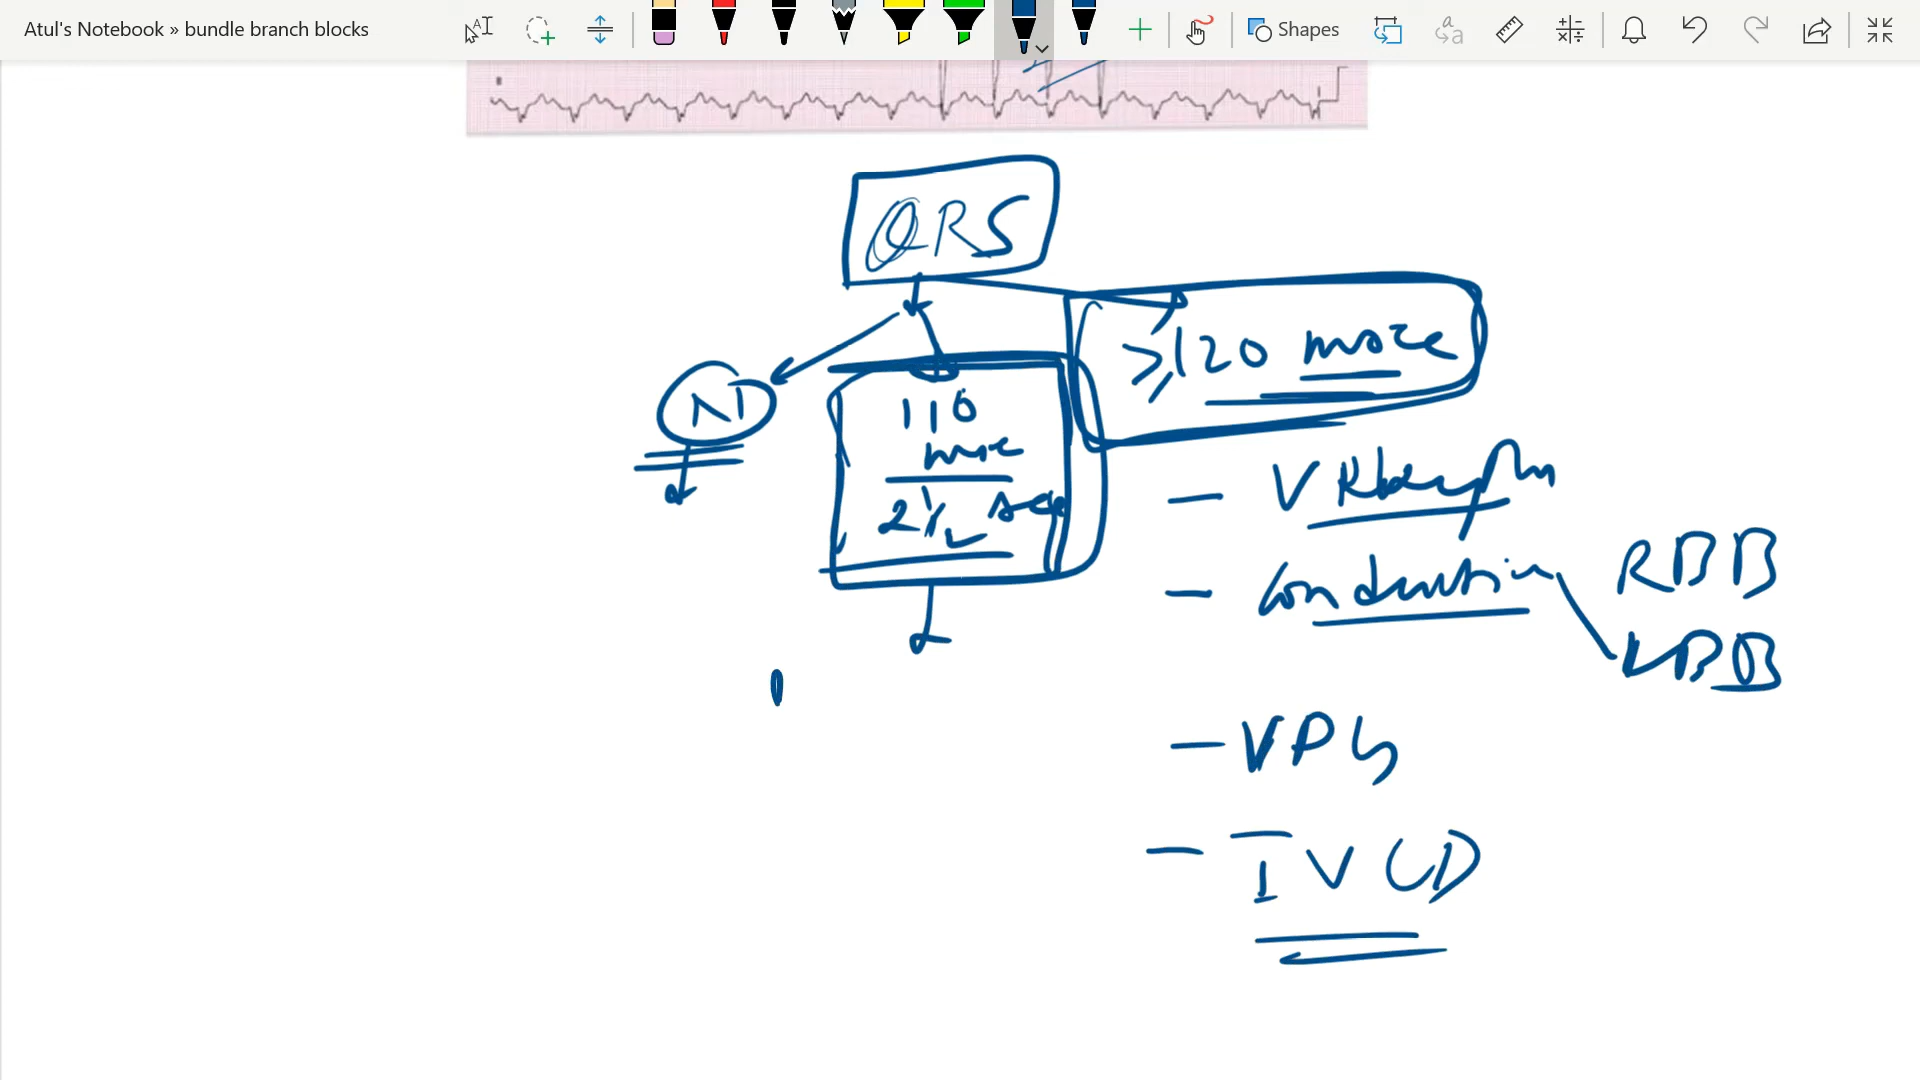 Atul's Notebook » bundle branch blocks
Shapes
QRS
≥120 msec
N
110
msec
2½ sq
- V Rhythm
- Conduction
RBB
LBB
- VPB
- IVCD